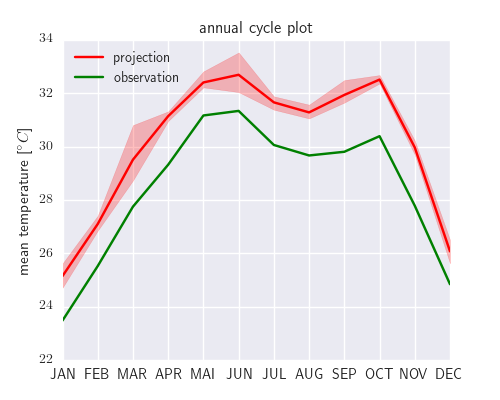 annual cycle plot
projection
observation
mean temperature [°C]
34
32
30
28
26
24
22
JAN FEB MAR APR MAI JUN JUL AUG SEP OCT NOV DEC